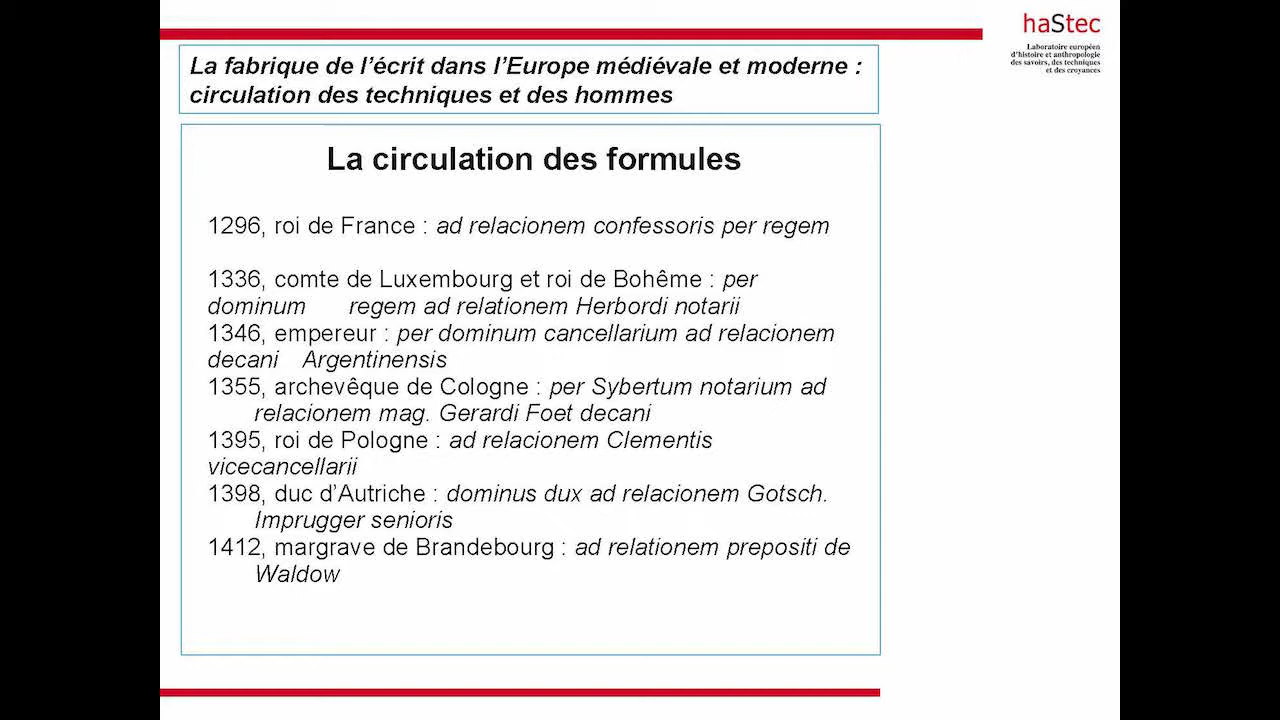 haStec
Laboratoire européen
d'histoire et anthropologie
des savoirs, des techniques
et des croyances
La fabrique de l'écrit dans l'Europe médiévale et moderne :
circulation des techniques et des hommes
La circulation des formules
1296, roi de France : ad relacionem confessoris per regem
1336, comte de Luxembourg et roi de Bohême : per
dominum regem ad relationem Herbordi notarii
1346, empereur : per dominum cancellarium ad relacionem
decani Argentinensis
1355, archevêque de Cologne : per Sybertum notarium ad
relacionem mag. Gerardi Foet decani
1395, roi de Pologne : ad relacionem Clementis
vicecancellarii
1398, duc d'Autriche : dominus dux ad relacionem Gotsch.
Imprugger senioris
1412, margrave de Brandebourg : ad relationem prepositi de
Waldow